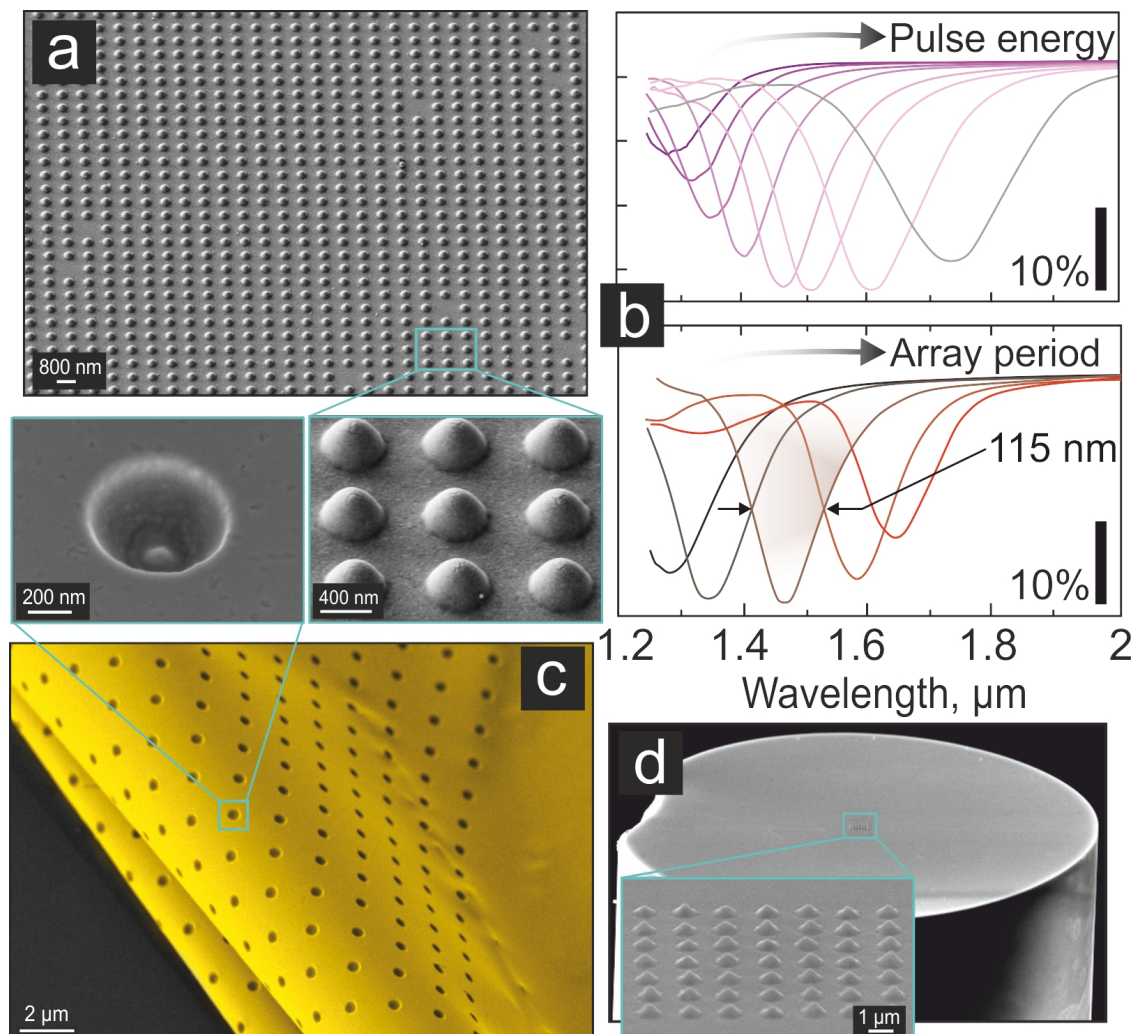 a
800 nm
200 nm
400 nm
Pulse energy
10%
b
Array period
115 nm
10%
1.2 1.4 1.6 1.8 2
Wavelength, µm
c
2 µm
d
1 µm